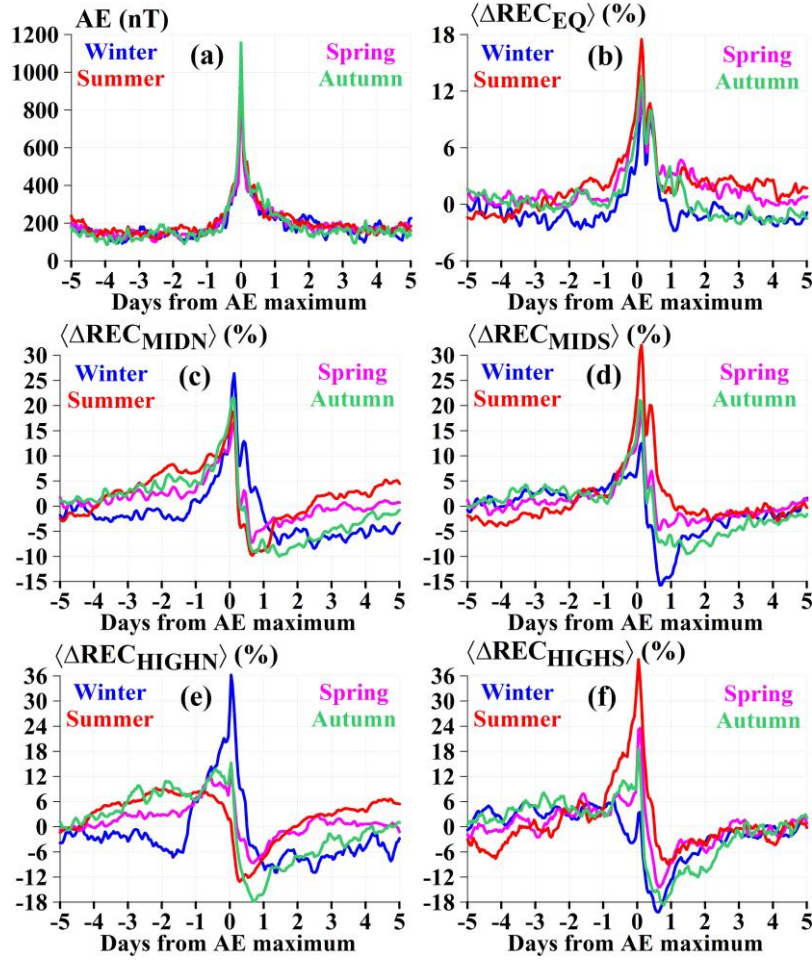 AE (nT)
Winter (a) Spring
Summer Autumn
1200
1000
800
600
400
200
0
-5 -4 -3 -2 -1 0 1 2 3 4 5
Days from AE maximum
⟨ΔREC_EQ⟩ (%)
Winter (b) Spring
Summer Autumn
18
12
6
0
-6
-5 -4 -3 -2 -1 0 1 2 3 4 5
Days from AE maximum
⟨ΔREC_MIDN⟩ (%)
Winter (c) Spring
Summer Autumn
30
25
20
15
10
5
0
-5
-10
-15
-5 -4 -3 -2 -1 0 1 2 3 4 5
Days from AE maximum
⟨ΔREC_MIDS⟩ (%)
Winter (d) Spring
Summer Autumn
30
25
20
15
10
5
0
-5
-10
-15
-5 -4 -3 -2 -1 0 1 2 3 4 5
Days from AE maximum
⟨ΔREC_HIGHN⟩ (%)
Winter (e) Spring
Summer Autumn
36
30
24
18
12
6
0
-6
-12
-18
-5 -4 -3 -2 -1 0 1 2 3 4 5
Days from AE maximum
⟨ΔREC_HIGHS⟩ (%)
Winter (f) Spring
Summer Autumn
36
30
24
18
12
6
0
-6
-12
-18
-5 -4 -3 -2 -1 0 1 2 3 4 5
Days from AE maximum